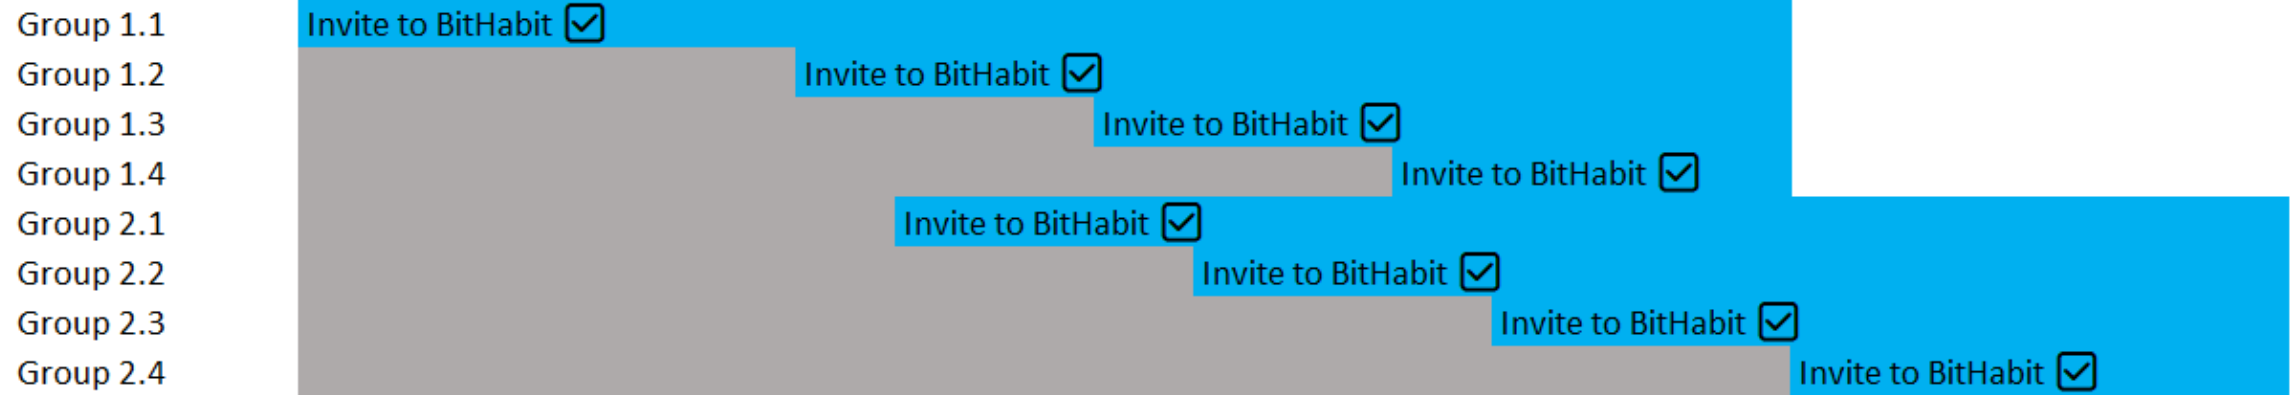 Group 1.1 Invite to BitHabit
Group 1.2 Invite to BitHabit
Group 1.3 Invite to BitHabit
Group 1.4 Invite to BitHabit
Group 2.1 Invite to BitHabit
Group 2.2 Invite to BitHabit
Group 2.3 Invite to BitHabit
Group 2.4 Invite to BitHabit